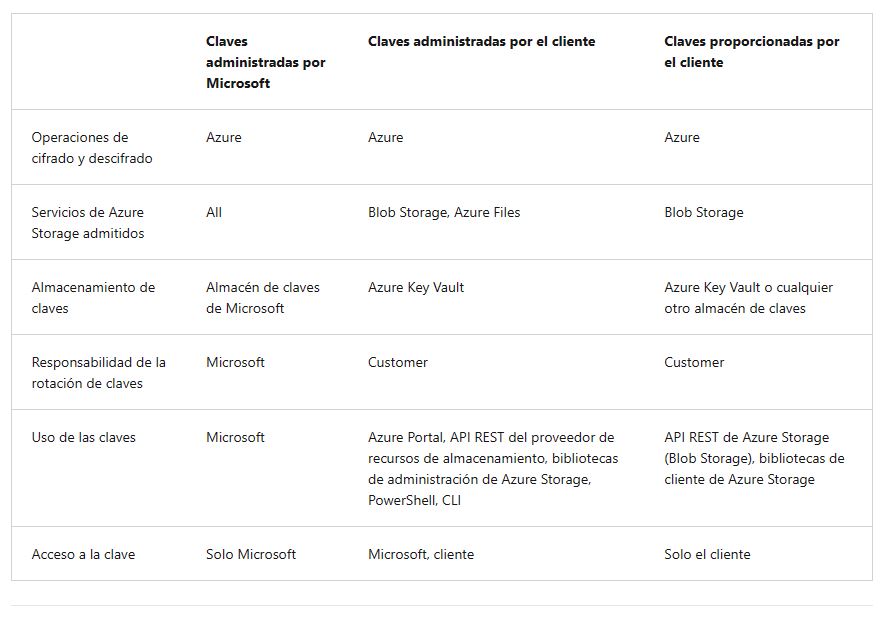 Claves
administradas por
Microsoft
Claves administradas por el cliente
Claves proporcionadas por
el cliente
Operaciones de
cifrado y descifrado
Azure
Azure
Azure
Servicios de Azure
Storage admitidos
All
Blob Storage, Azure Files
Blob Storage
Almacenamiento de
claves
Almacén de claves
de Microsoft
Azure Key Vault
Azure Key Vault o cualquier
otro almacén de claves
Responsabilidad de la
rotación de claves
Microsoft
Customer
Customer
Uso de las claves
Microsoft
Azure Portal, API REST del proveedor de
recursos de almacenamiento, bibliotecas
de administración de Azure Storage,
PowerShell, CLI
API REST de Azure Storage
(Blob Storage), bibliotecas de
cliente de Azure Storage
Acceso a la clave
Solo Microsoft
Microsoft, cliente
Solo el cliente